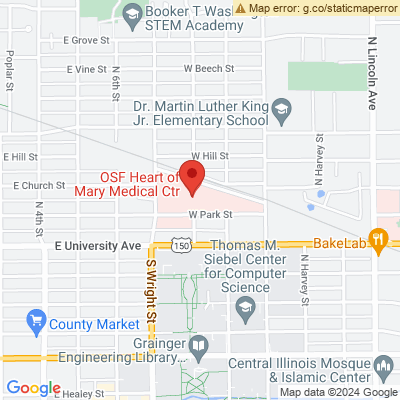 Map error: g.co/staticmaperror
Booker T Washing
STEM Academy
E Grove St
Poplar St
N 6th St
E Vine St
W Beech St
N Lincoln Ave
Dr. Martin Luther King
Jr. Elementary School
N Harvey St
E Hill St
W Hill St
OSF Heart of
Mary Medical Ctr
E Church St
N 4th St
W Park St
E University Ave
150
S Wright St
Thomas M.
Siebel Center
for Computer
Science
BakeLab
N Harvey St
County Market
Grainger
Engineering Library...
Central Illinois Mosque
& Islamic Center
Google
E Healey St
Map data ©2024 Google